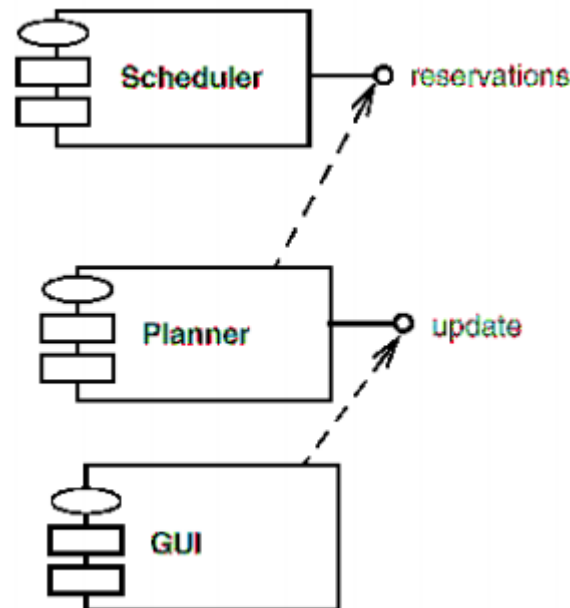 Scheduler
reservations
Planner
update
GUI